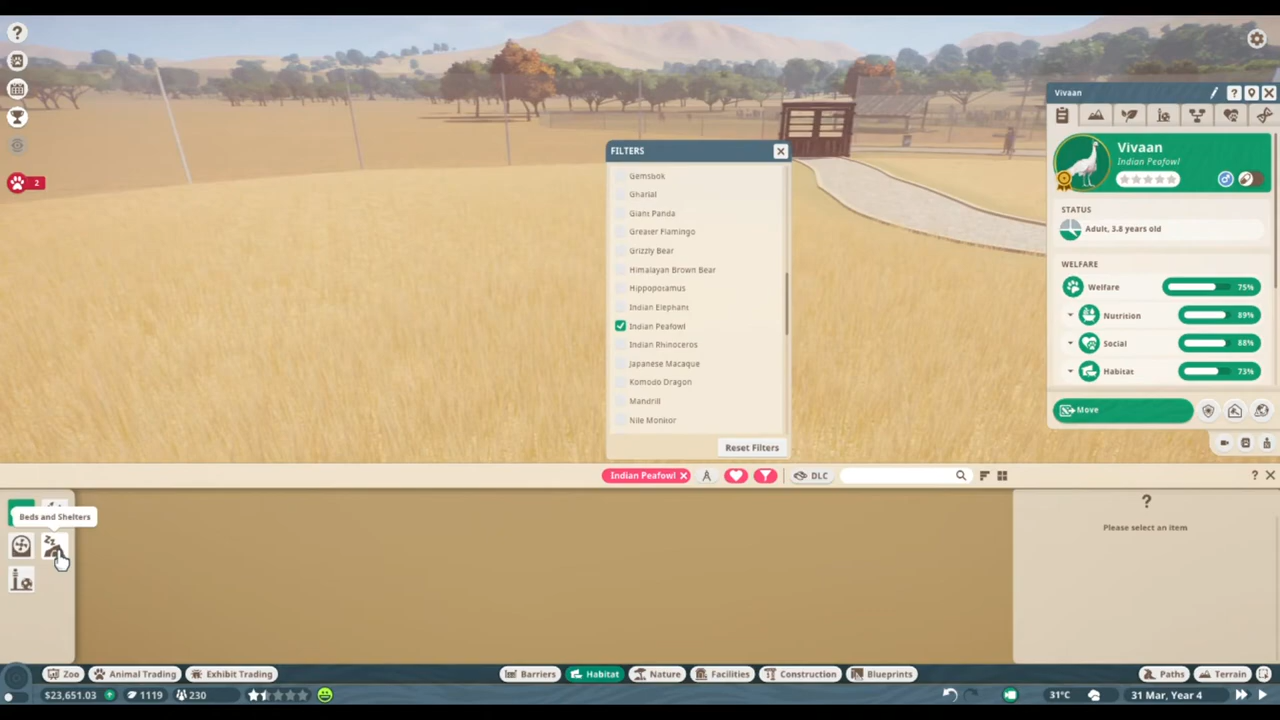 ?
2
FILTERS
Gemsbok
Gharial
Giant Panda
Greater Flamingo
Grizzly Bear
Himalayan Brown Bear
Hippopotamus
Indian Elephant
Indian Peafowl
Indian Rhinoceros
Japanese Macaque
Komodo Dragon
Mandrill
Nile Monitor
Reset Filters
Vivaan
?
Vivaan
Indian Peafowl
STATUS
Adult, 3.8 years old
WELFARE
Welfare 75%
Nutrition 89%
Social 88%
Habitat 73%
Move
Indian Peafowl
DLC
?
Beds and Shelters
?
Please select an item
Zoo Animal Trading Exhibit Trading Barriers Habitat Nature Facilities Construction Blueprints Paths Terrain
$23,651.03 1119 230 31°C 31 Mar, Year 4